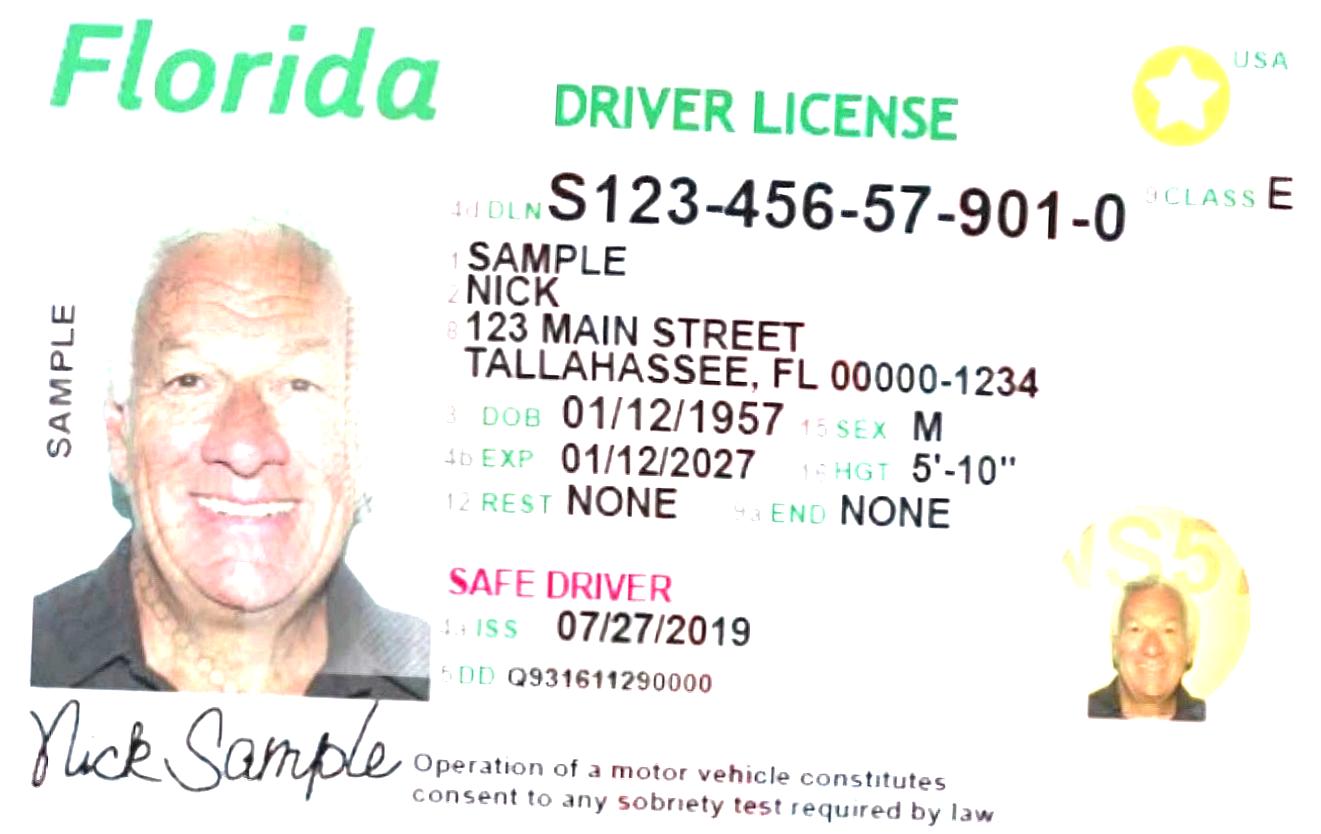 Florida
DRIVER LICENSE
USA
4d DLN S123-456-57-901-0
9 CLASS E
1 SAMPLE
2 NICK
8 123 MAIN STREET
TALLAHASSEE, FL 00000-1234
3 DOB 01/12/1957 15 SEX M
4b EXP 01/12/2027 16 HGT 5'-10"
12 REST NONE 9a END NONE
SAMPLE
SAFE DRIVER
4a ISS 07/27/2019
5 DD Q931611290000
Nick Sample
Operation of a motor vehicle constitutes
consent to any sobriety test required by law